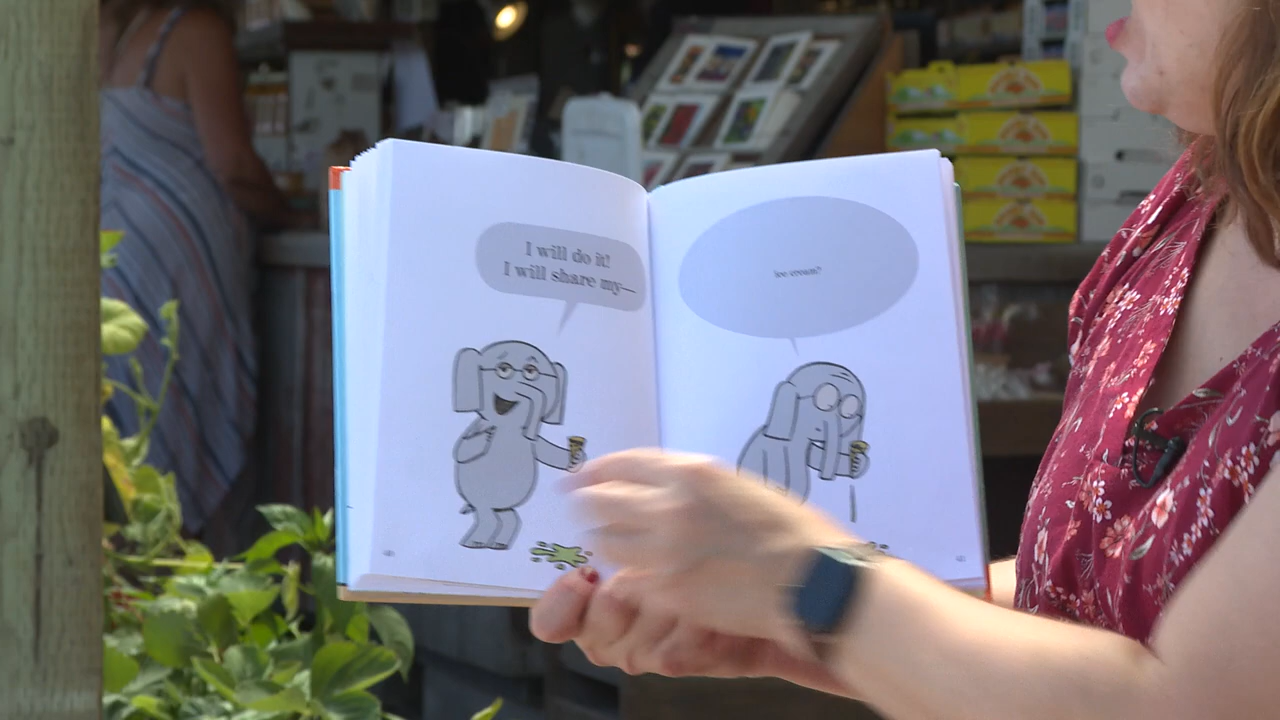 I will do it!
I will share my—
ice cream?